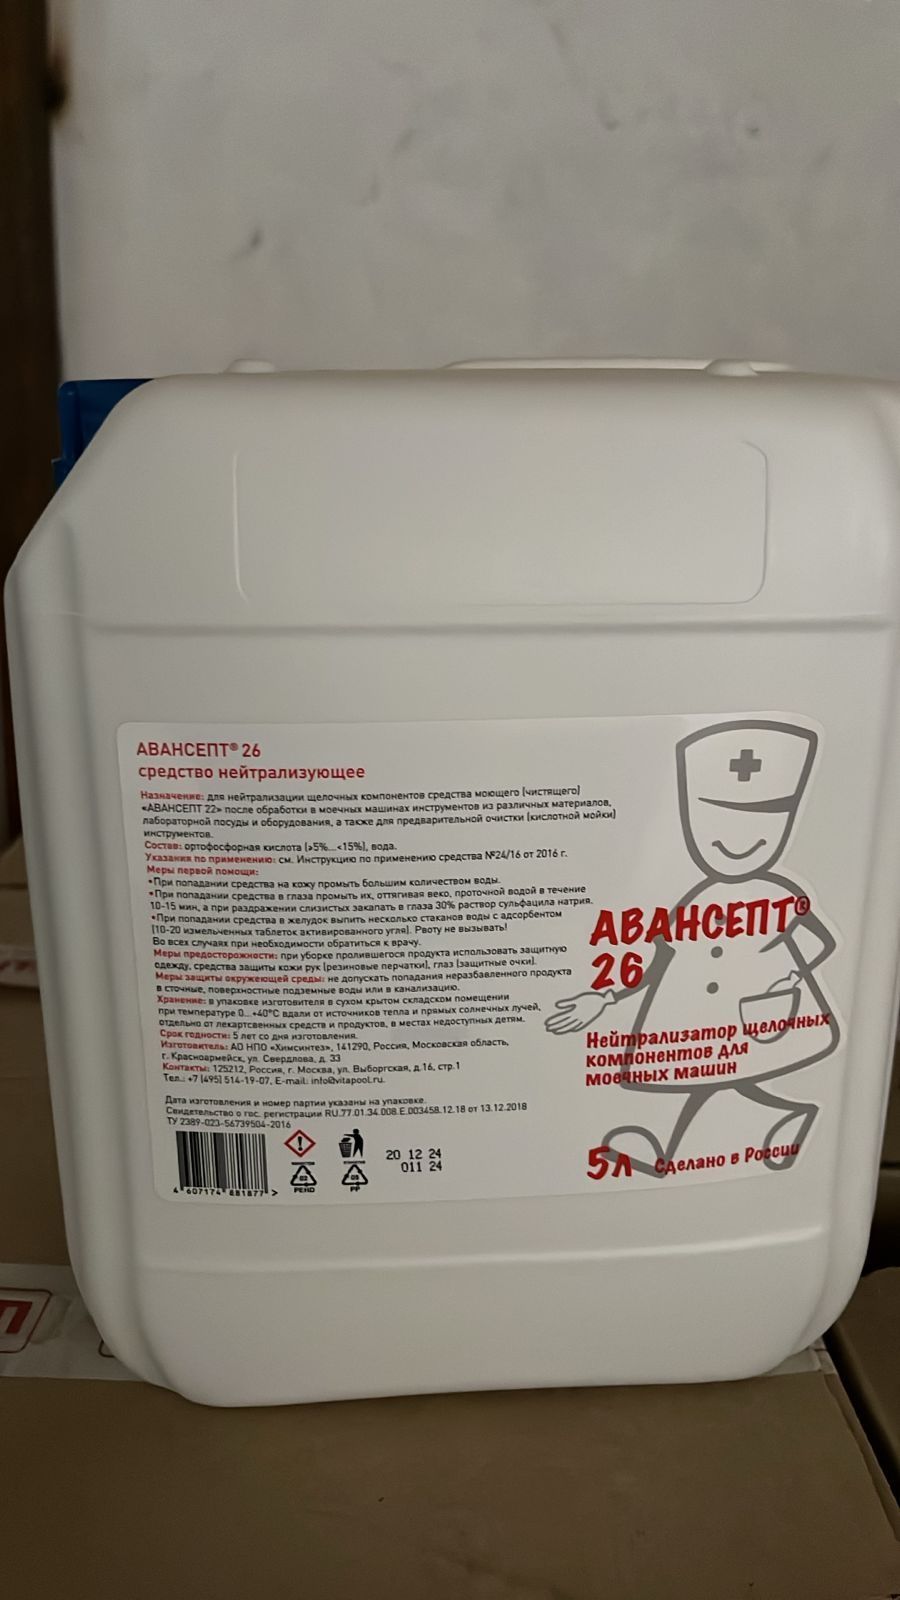 АВАНСЕПТ® 26
средство нейтрализующее
Назначение: для нейтрализации щелочных компонентов средства моющего (чистящего)
«АВАНСЕПТ 22» после обработки в моечных машинах инструментов из различных материалов,
лабораторной посуды и оборудования, а также для предварительной очистки (кислотной мойки)
инструментов.
Состав: ортофосфорная кислота (≥5%...<15%), вода.
Указания по применению: см. Инструкцию по применению средства №24/16 от 2016 г.
Меры первой помощи:
•При попадании средства на кожу промыть большим количеством воды.
•При попадании средства в глаза промыть их, оттягивая веко, проточной водой в течение
10-15 мин, а при раздражении слизистых закапать в глаза 30% раствор сульфацила натрия.
•При попадании средства в желудок выпить несколько стаканов воды с адсорбентом
(10-20 измельченных таблеток активированного угля). Рвоту не вызывать!
Во всех случаях при необходимости обратиться к врачу.
Меры предосторожности: при уборке пролившегося продукта использовать защитную
одежду, средства защиты кожи рук (резиновые перчатки), глаз (защитные очки).
Меры защиты окружающей среды: не допускать попадания неразбавленного продукта
в сточные, поверхностные подземные воды или в канализацию.
Хранение: в упаковке изготовителя в сухом крытом складском помещении
при температуре 0...+40°С вдали от источников тепла и прямых солнечных лучей,
отдельно от лекартсвенных средств и продуктов, в местах недоступных детям.
Срок годности: 5 лет со дня изготовления.
Изготовитель: АО НПО «Химсинтез», 141290, Россия, Московская область,
г. Красноармейск, ул. Свердлова, д. 33
Контакты: 125212, Россия, г. Москва, ул. Выборгская, д.16, стр.1
Тел.: +7 (495) 514-19-07, E-mail: info@vitapool.ru.
Дата изготовления и номер партии указаны на упаковке.
Свидетельство о гос. регистрации RU.77.01.34.008.Е.003458.12.18 от 13.12.2018
ТУ 2389-023-56739504-2016
4 607174 881877 >
02
PEHD
05
PP
20 12 24
011 24
АВАНСЕПТ®
26
Нейтрализатор щелочных
компонентов для
моечных машин
5л Сделано в России